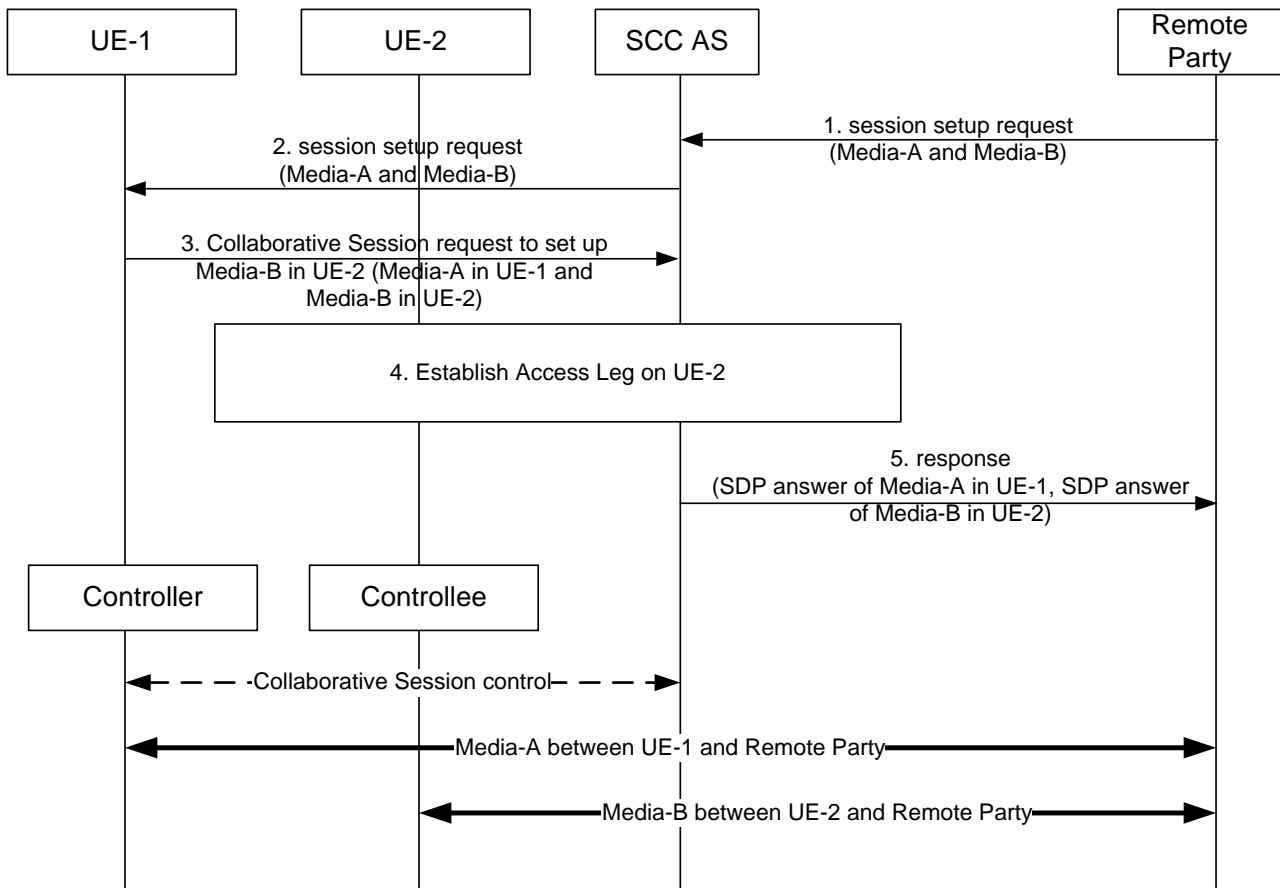 UE-1
UE-2
SCC AS
Remote
Party
1. session setup request
(Media-A and Media-B)
2. session setup request
(Media-A and Media-B)
3. Collaborative Session request to set up
Media-B in UE-2 (Media-A in UE-1 and
Media-B in UE-2)
4. Establish Access Leg on UE-2
5. response
(SDP answer of Media-A in UE-1, SDP answer
of Media-B in UE-2)
Controller
Controllee
Collaborative Session control
Media-A between UE-1 and Remote Party
Media-B between UE-2 and Remote Party